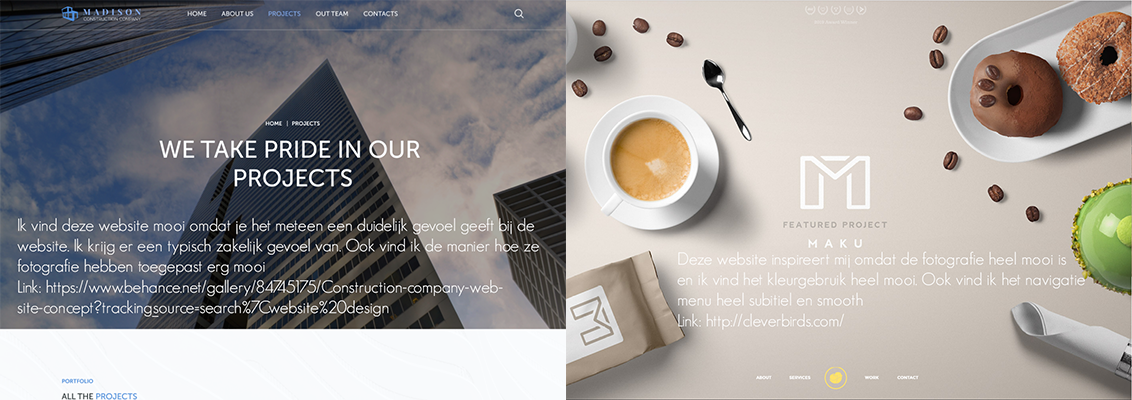 MADISON
CONSTRUCTION COMPANY
HOME
ABOUT US
PROJECTS
OUT TEAM
CONTACTS
HOME | PROJECTS
WE TAKE PRIDE IN OUR
PROJECTS
Ik vind deze website mooi omdat je het meteen een duidelijk gevoel geeft bij de
website. Ik krijg er een typisch zakelijk gevoel van. Ook vind ik de manier hoe ze
fotografie hebben toegepast erg mooi
Link: https://www.behance.net/gallery/84745175/Construction-company-web-
site-concept?trackingsource=search%7Cwebsite%20design
PORTFOLIO
ALL THE PROJECTS
FEATURED PROJECT
MAKU
Deze website inspireert mij omdat de fotografie heel mooi is
en ik vind het kleurgebruik heel mooi. Ook vind ik het navigatie
menu heel subitiel en smooth
Link: http://cleverbirds.com/
ABOUT
SERVICES
WORK
CONTACT